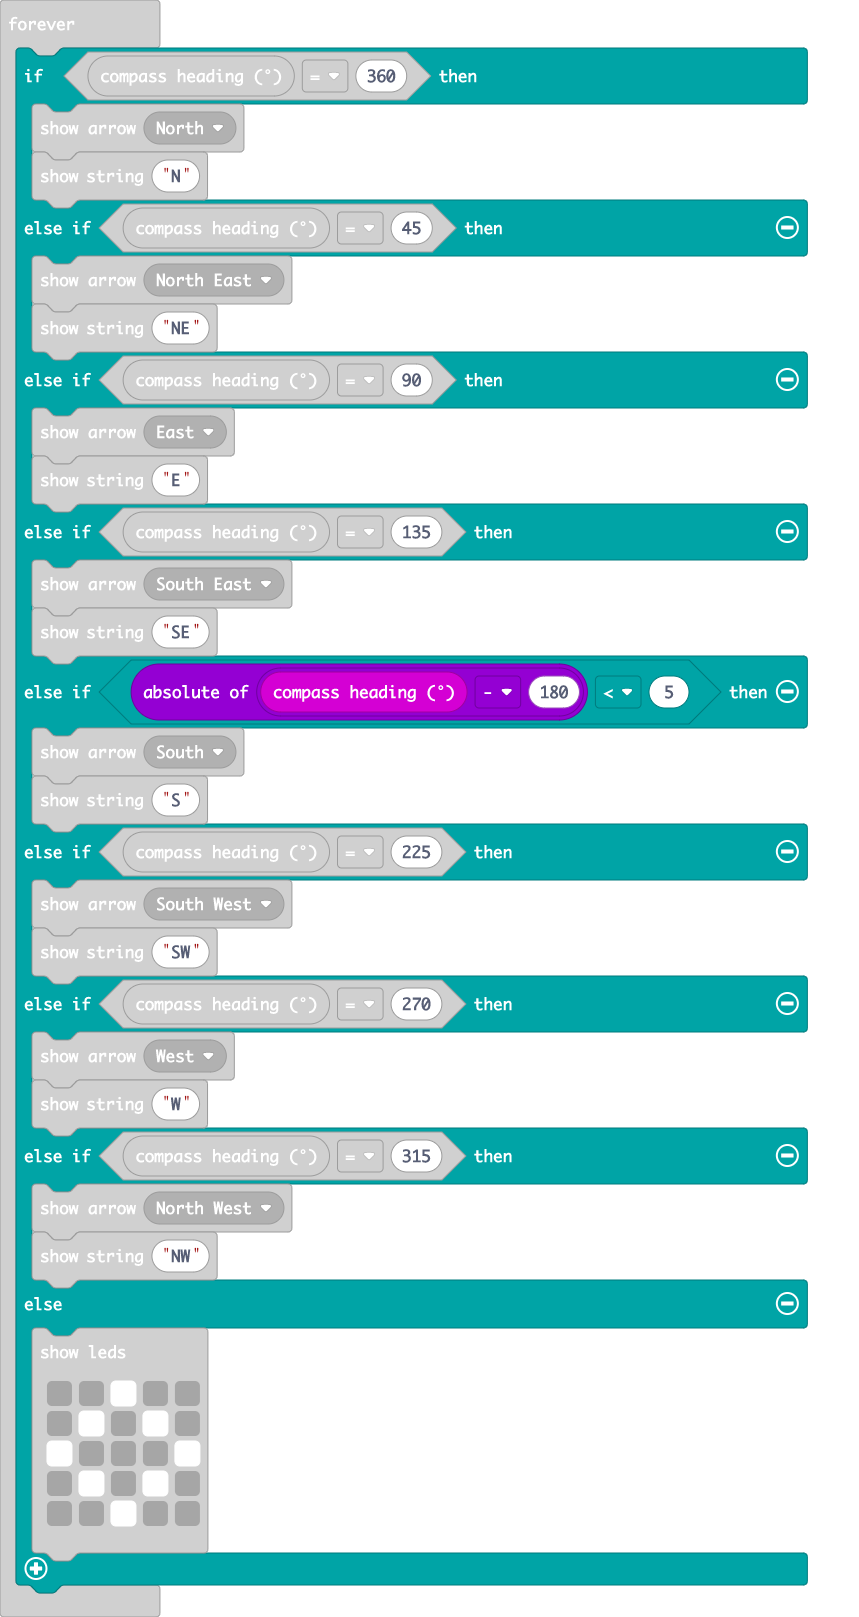 forever
if compass heading (°) = 360 then
show arrow North
show string "N"
else if compass heading (°) = 45 then
show arrow North East
show string "NE"
else if compass heading (°) = 90 then
show arrow East
show string "E"
else if compass heading (°) = 135 then
show arrow South East
show string "SE"
else if absolute of compass heading (°) - 180 < 5 then
show arrow South
show string "S"
else if compass heading (°) = 225 then
show arrow South West
show string "SW"
else if compass heading (°) = 270 then
show arrow West
show string "W"
else if compass heading (°) = 315 then
show arrow North West
show string "NW"
else
show leds